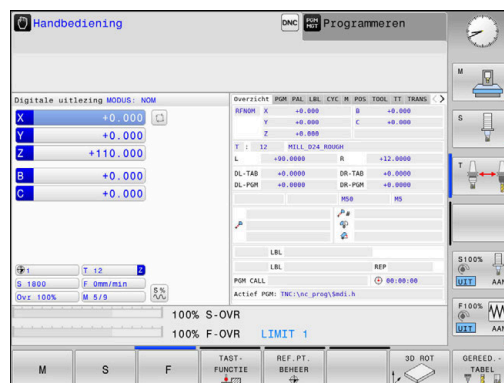 Handbediening
DNC
PGM MGT
Programmeren
Digitale uitlezing MODUS: NOM
X +0.000
Y +0.000
Z +110.000
B +0.000
C +0.000
1 T 12 Z
S 1800 F 0mm/min
Ovr 100% M 5/9
S %
Overzicht PGM PAL LBL CYC M POS TOOL TT TRANS
RFNOM X +0.000 B +0.000
Y +0.000 C +0.000
Z +0.000
T : 12 MILL_D24_ROUGH
L +90.0000 R +12.0000
DL-TAB +0.0000 DR-TAB +0.0000
DL-PGM +0.0000 DR-PGM +0.0000
M50 M5
LBL
LBL REP
PGM CALL 00:00:00
Actief PGM: TNC:\nc_prog\$mdi.h
100% S-OVR
100% F-OVR LIMIT 1
M
S
F
TAST-
FUNCTIE
REF.PT.
BEHEER
3D ROT
GEREED.-
TABEL
M
S
T
S100%
UIT AAN
F100%
UIT AAN